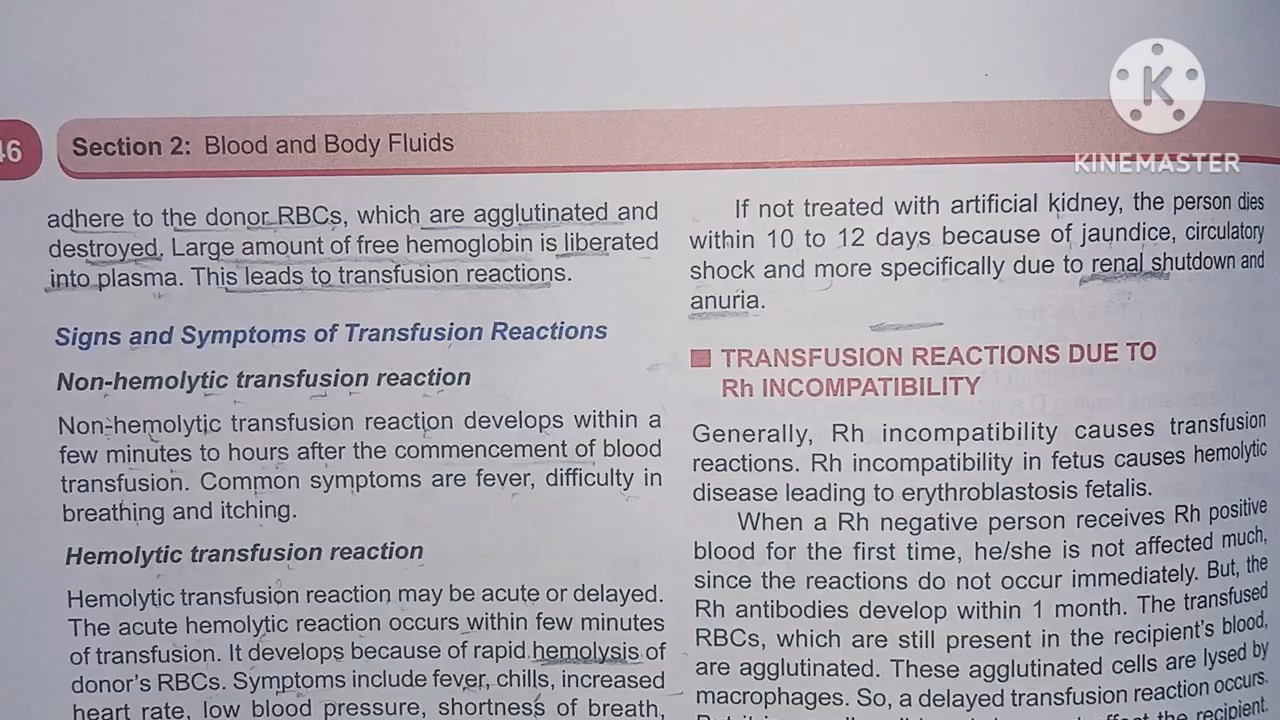 46
Section 2: Blood and Body Fluids
adhere to the donor RBCs, which are agglutinated and
destroyed. Large amount of free hemoglobin is liberated
into plasma. This leads to transfusion reactions.
Signs and Symptoms of Transfusion Reactions
Non-hemolytic transfusion reaction
Non-hemolytic transfusion reaction develops within a
few minutes to hours after the commencement of blood
transfusion. Common symptoms are fever, difficulty in
breathing and itching.
Hemolytic transfusion reaction
Hemolytic transfusion reaction may be acute or delayed.
The acute hemolytic reaction occurs within few minutes
of transfusion. It develops because of rapid hemolysis of
donor's RBCs. Symptoms include fever, chills, increased
heart rate, low blood pressure, shortness of breath,
If not treated with artificial kidney, the person dies
within 10 to 12 days because of jaundice, circulatory
shock and more specifically due to renal shutdown and
anuria.
TRANSFUSION REACTIONS DUE TO
Rh INCOMPATIBILITY
Generally, Rh incompatibility causes transfusion
reactions. Rh incompatibility in fetus causes hemolytic
disease leading to erythroblastosis fetalis.
When a Rh negative person receives Rh positive
blood for the first time, he/she is not affected much,
since the reactions do not occur immediately. But, the
Rh antibodies develop within 1 month. The transfused
RBCs, which are still present in the recipient's blood,
are agglutinated. These agglutinated cells are lysed by
macrophages. So, a delayed transfusion reaction occurs.
the recipient.
K
KINEMASTER